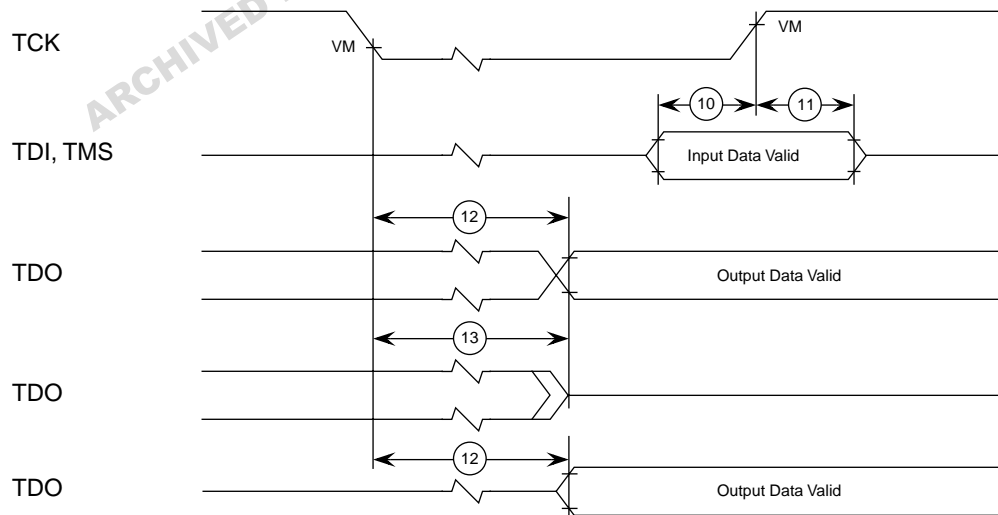 ARCHIVED
TCK
VM
VM
10
11
TDI, TMS
Input Data Valid
12
TDO
Output Data Valid
13
TDO
12
TDO
Output Data Valid